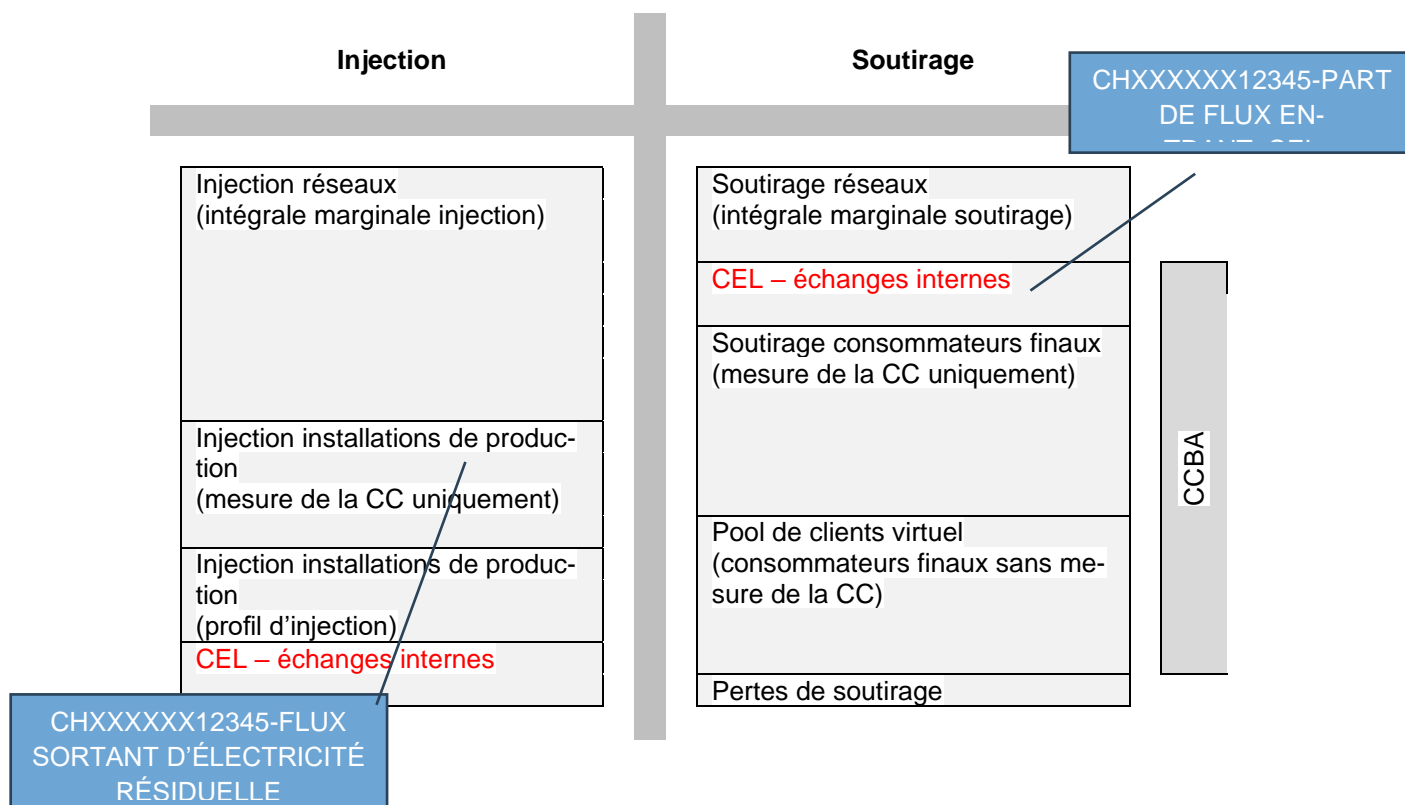 Injection
Soutirage
CHXXXXXX12345-PART
DE FLUX EN-
Injection réseaux
(intégrale marginale injection)
Injection installations de produc-
tion
(mesure de la CC uniquement)
Injection installations de produc-
tion
(profil d’injection)
CEL – échanges internes
CHXXXXXX12345-FLUX
SORTANT D’ÉLECTRICITÉ
RÉSIDUELLE
Soutirage réseaux
(intégrale marginale soutirage)
CEL – échanges internes
Soutirage consommateurs finaux
(mesure de la CC uniquement)
Pool de clients virtuel
(consommateurs finaux sans me-
sure de la CC)
Pertes de soutirage
CCBA